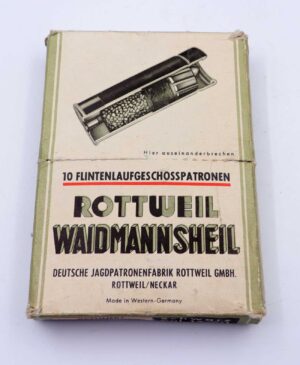 Hier auseinanderbrechen
10 FLINTENLAUFGESCHOSSPATRONEN
ROTTWEIL
WAIDMANNSHEIL
DEUTSCHE JAGDPATRONENFABRIK ROTTWEIL GMBH.
ROTTWEIL/NECKAR
Made in Western-Germany